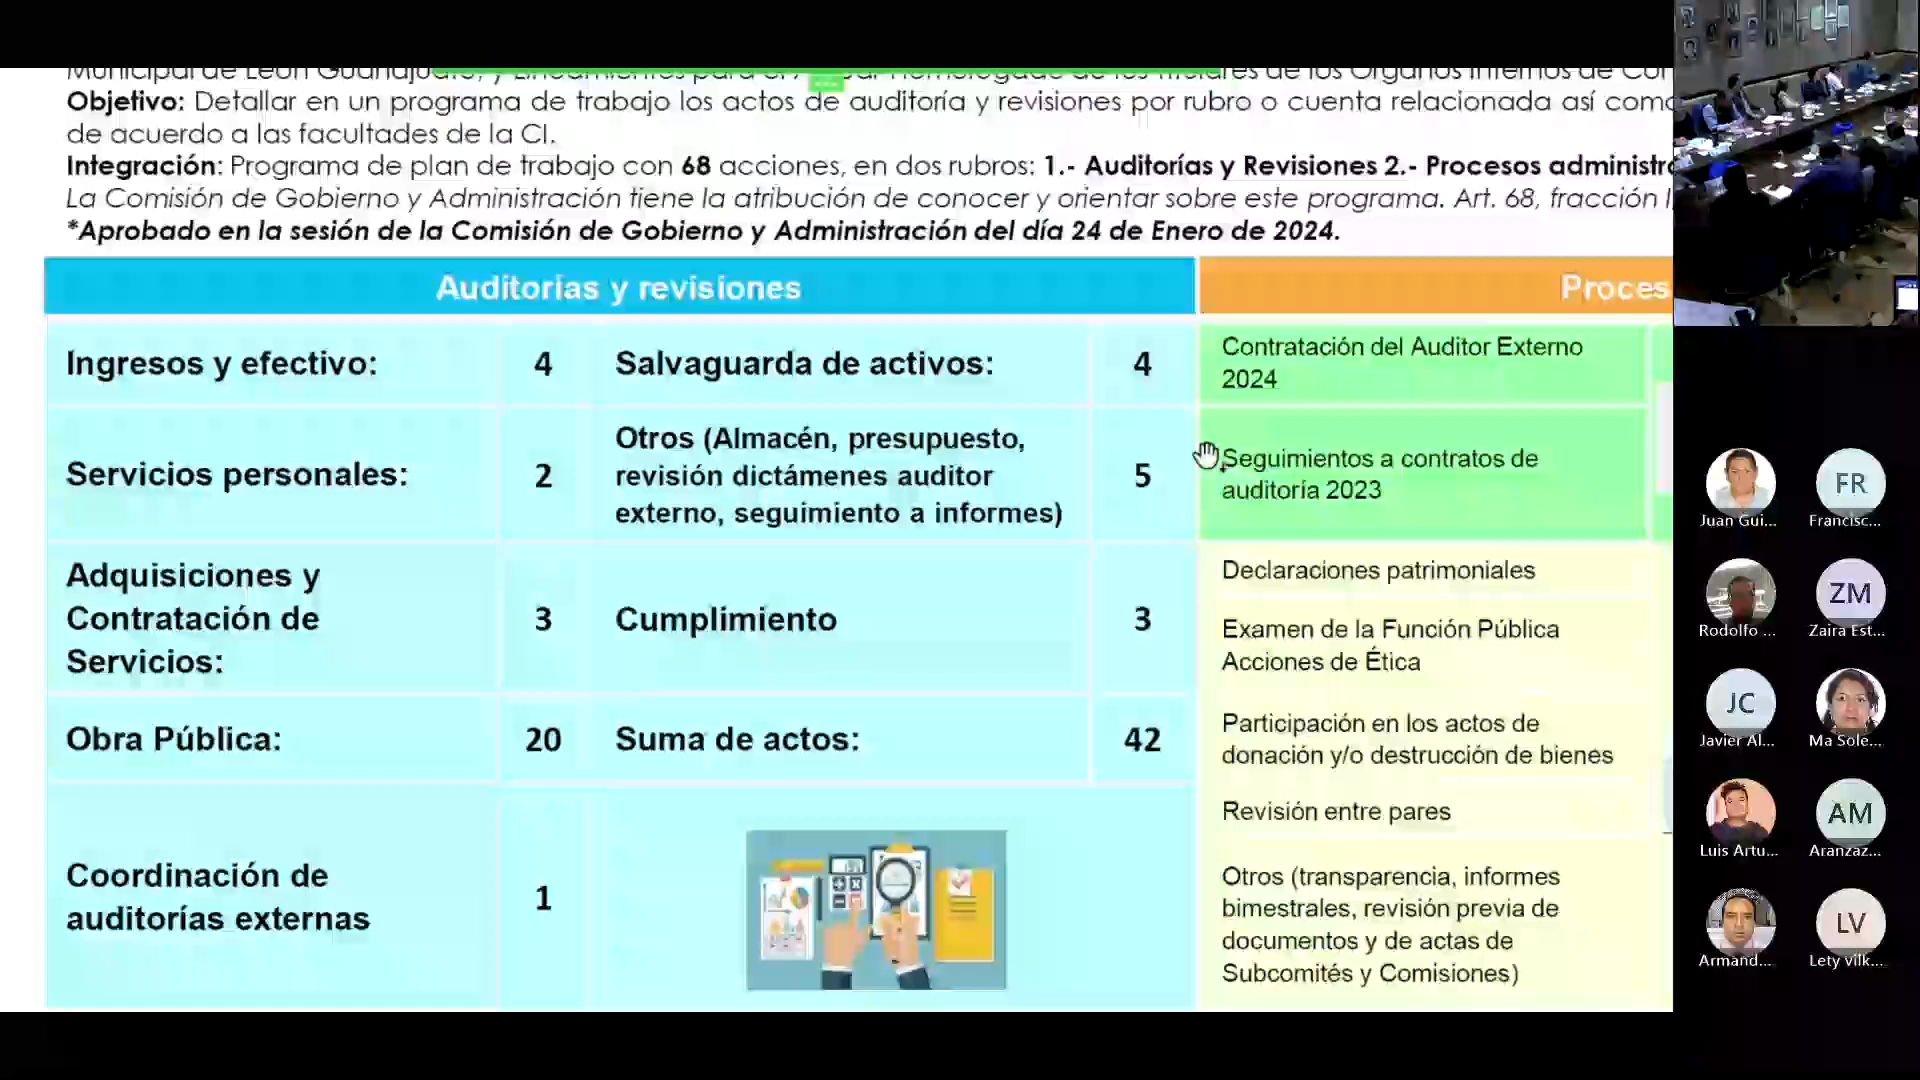 Objetivo: Detallar en un programa de trabajo los actos de auditoría y revisiones por rubro o cuenta relacionada así como
de acuerdo a las facultades de la CI.
Integración: Programa de plan de trabajo con 68 acciones, en dos rubros: 1.- Auditorías y Revisiones 2.- Procesos administr
La Comisión de Gobierno y Administración tiene la atribución de conocer y orientar sobre este programa. Art. 68, fracción I,
*Aprobado en la sesión de la Comisión de Gobierno y Administración del día 24 de Enero de 2024.
Auditorías y revisiones
Proces
Ingresos y efectivo:
4
Salvaguarda de activos:
4
Servicios personales:
2
Otros (Almacén, presupuesto,
revisión dictámenes auditor
externo, seguimiento a informes)
5
Adquisiciones y
Contratación de
Servicios:
3
Cumplimiento
3
Obra Pública:
20
Suma de actos:
42
Coordinación de
auditorías externas
1
Contratación del Auditor Externo
2024
Seguimientos a contratos de
auditoría 2023
Declaraciones patrimoniales
Examen de la Función Pública
Acciones de Ética
Participación en los actos de
donación y/o destrucción de bienes
Revisión entre pares
Otros (transparencia, informes
bimestrales, revisión previa de
documentos y de actas de
Subcomités y Comisiones)
Juan Gui...
FR
Francisc...
Rodolfo ...
ZM
Zaira Est...
JC
Javier Al...
Ma Sole...
Luis Artu...
AM
Aranzaz...
Armand...
LV
Lety vilk...